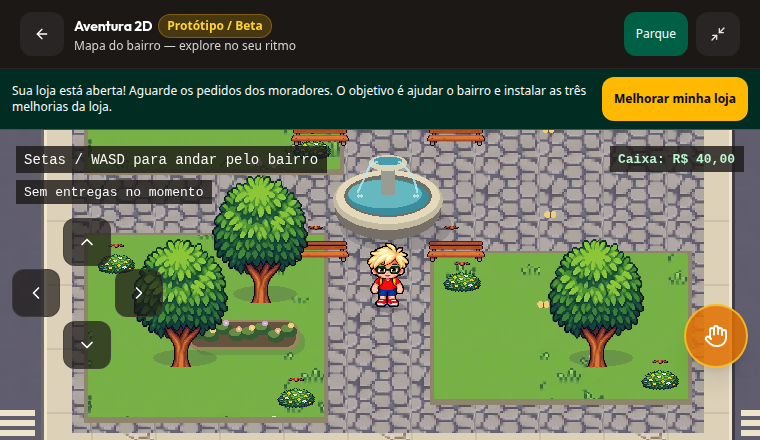 Aventura 2D
Protótipo / Beta
Mapa do bairro — explore no seu ritmo
Parque
Sua loja está aberta! Aguarde os pedidos dos moradores. O objetivo é ajudar o bairro e instalar as três
melhorias da loja.
Melhorar minha loja
Setas / WASD para andar pelo bairro
Caixa: R$ 40,00
Sem entregas no momento